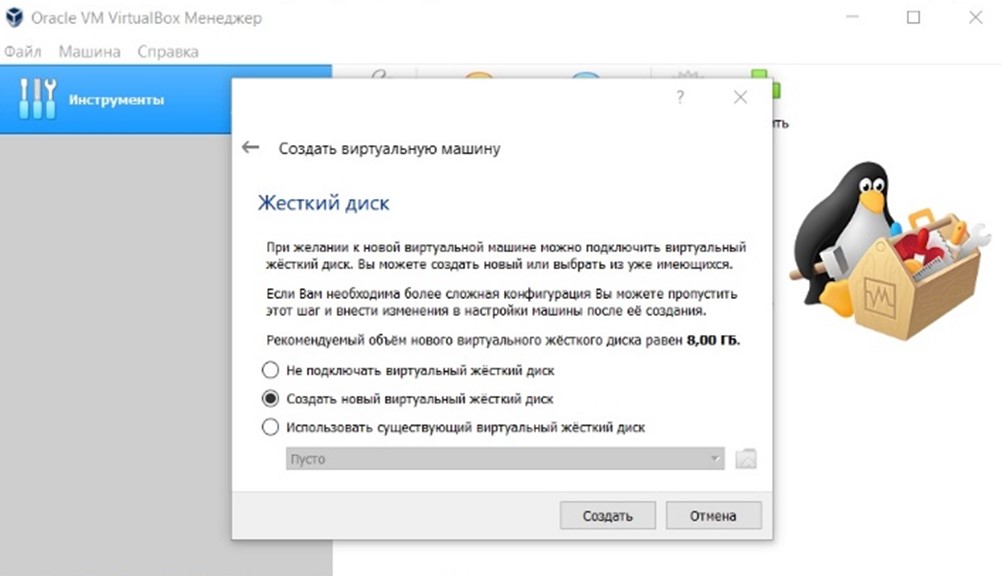 Oracle VM VirtualBox Менеджер
Файл Машина Справка
Инструменты
?
ть
Создать виртуальную машину
Жесткий диск
При желании к новой виртуальной машине можно подключить виртуальный
жёсткий диск. Вы можете создать новый или выбрать из уже имеющихся.
Если Вам необходима более сложная конфигурация Вы можете пропустить
этот шаг и внести изменения в настройки машины после её создания.
Рекомендуемый объём нового виртуального жёсткого диска равен 8,00 ГБ.
Не подключать виртуальный жёсткий диск
Создать новый виртуальный жёсткий диск
Использовать существующий виртуальный жёсткий диск
Пусто
Создать Отмена